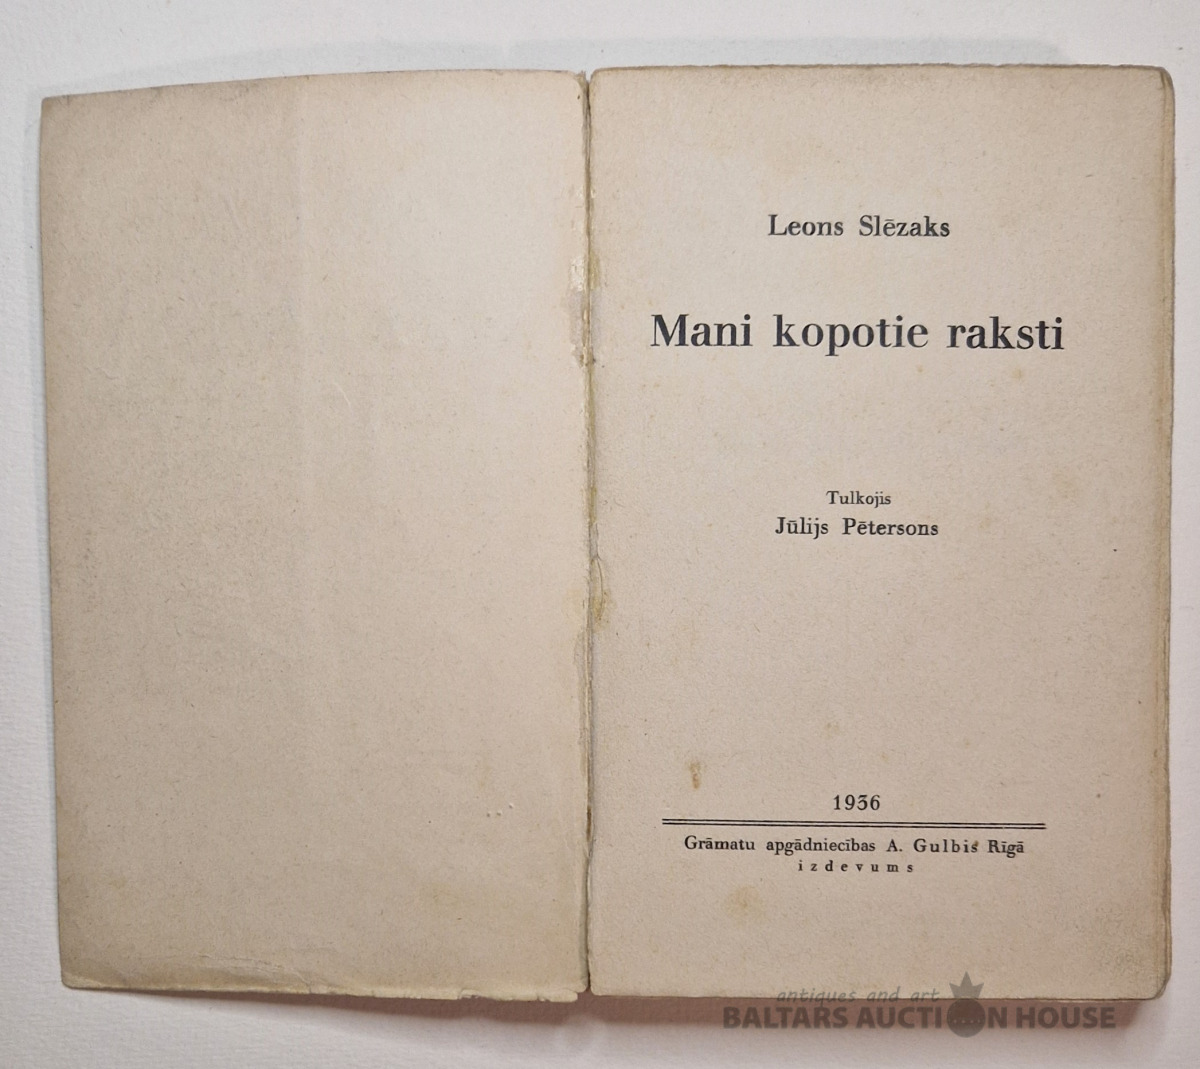 Leons Slēzaks
Mani kopotie raksti
Tulkojis
Jūlijs Pētersons
1936
Grāmatu apgādniecības A. Gulbis Rīgā
izdevums
antiques and art
BALTARS AUCTION HOUSE